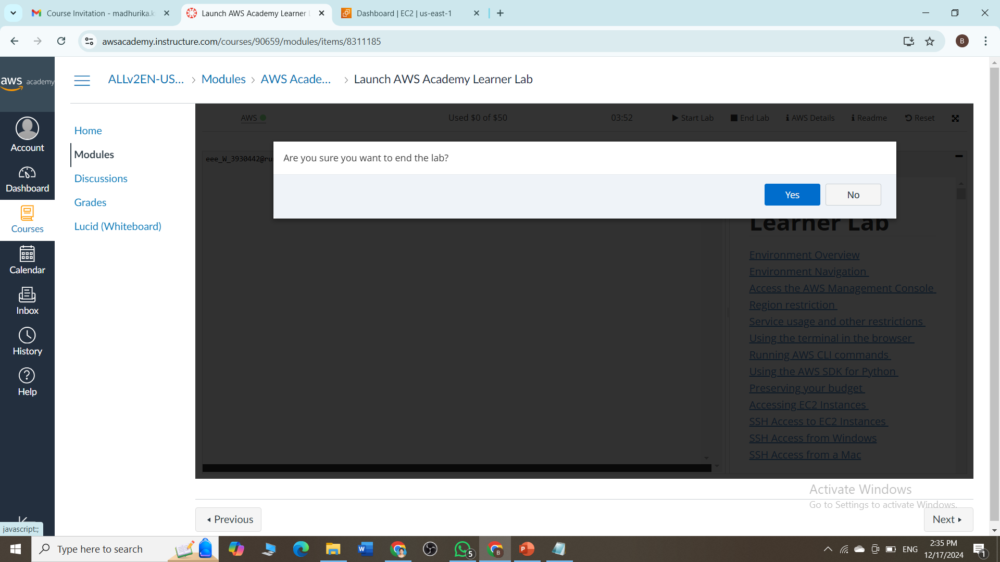 Course Invitation - madhurika.k
Launch AWS Academy Learner L
Dashboard | EC2 | us-east-1
awsacademy.instructure.com/courses/90659/modules/items/8311185
B
aws academy
ALLv2EN-US... > Modules > AWS Acade... > Launch AWS Academy Learner Lab
Account
Dashboard
Courses
Calendar
Inbox
History
Help
Home
Modules
Discussions
Grades
Lucid (Whiteboard)
AWS
Used $0 of $50
03:52
Start Lab
End Lab
AWS Details
Readme
Reset
eee_W_3930442@ru
Are you sure you want to end the lab?
Yes
No
Learner Lab
Environment Overview
Environment Navigation
Access the AWS Management Console
Region restriction
Service usage and other restrictions
Using the terminal in the browser
Running AWS CLI commands
Using the AWS SDK for Python
Preserving your budget
Accessing EC2 Instances
SSH Access to EC2 Instances
SSH Access from Windows
SSH Access from a Mac
Activate Windows
Go to Settings to activate Windows.
Previous
Next
javascript:;
Type here to search
5
B
ENG
2:35 PM
12/17/2024
1